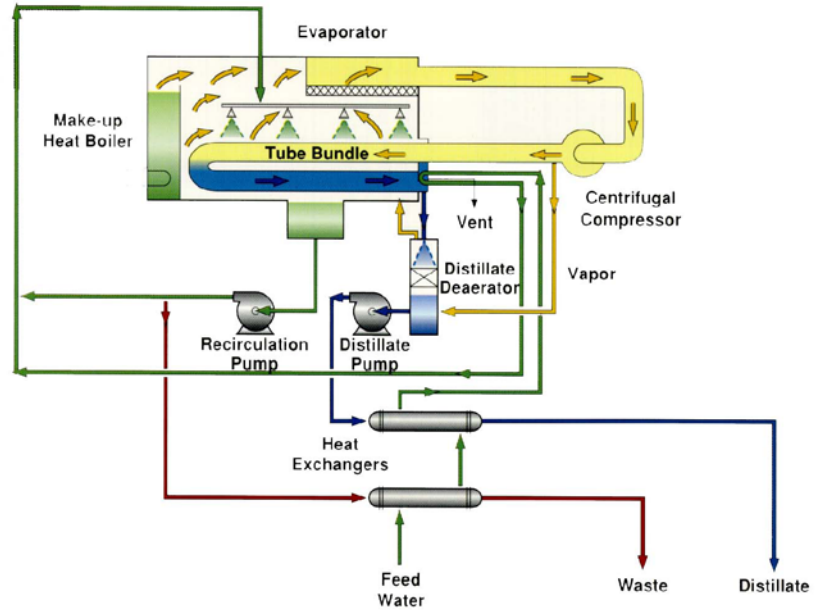 Evaporator
Make-up
Heat Boiler
Tube Bundle
Centrifugal
Compressor
Vent
Distillate
Deaerator
Vapor
Recirculation
Pump
Distillate
Pump
Heat
Exchangers
Feed
Water
Waste
Distillate